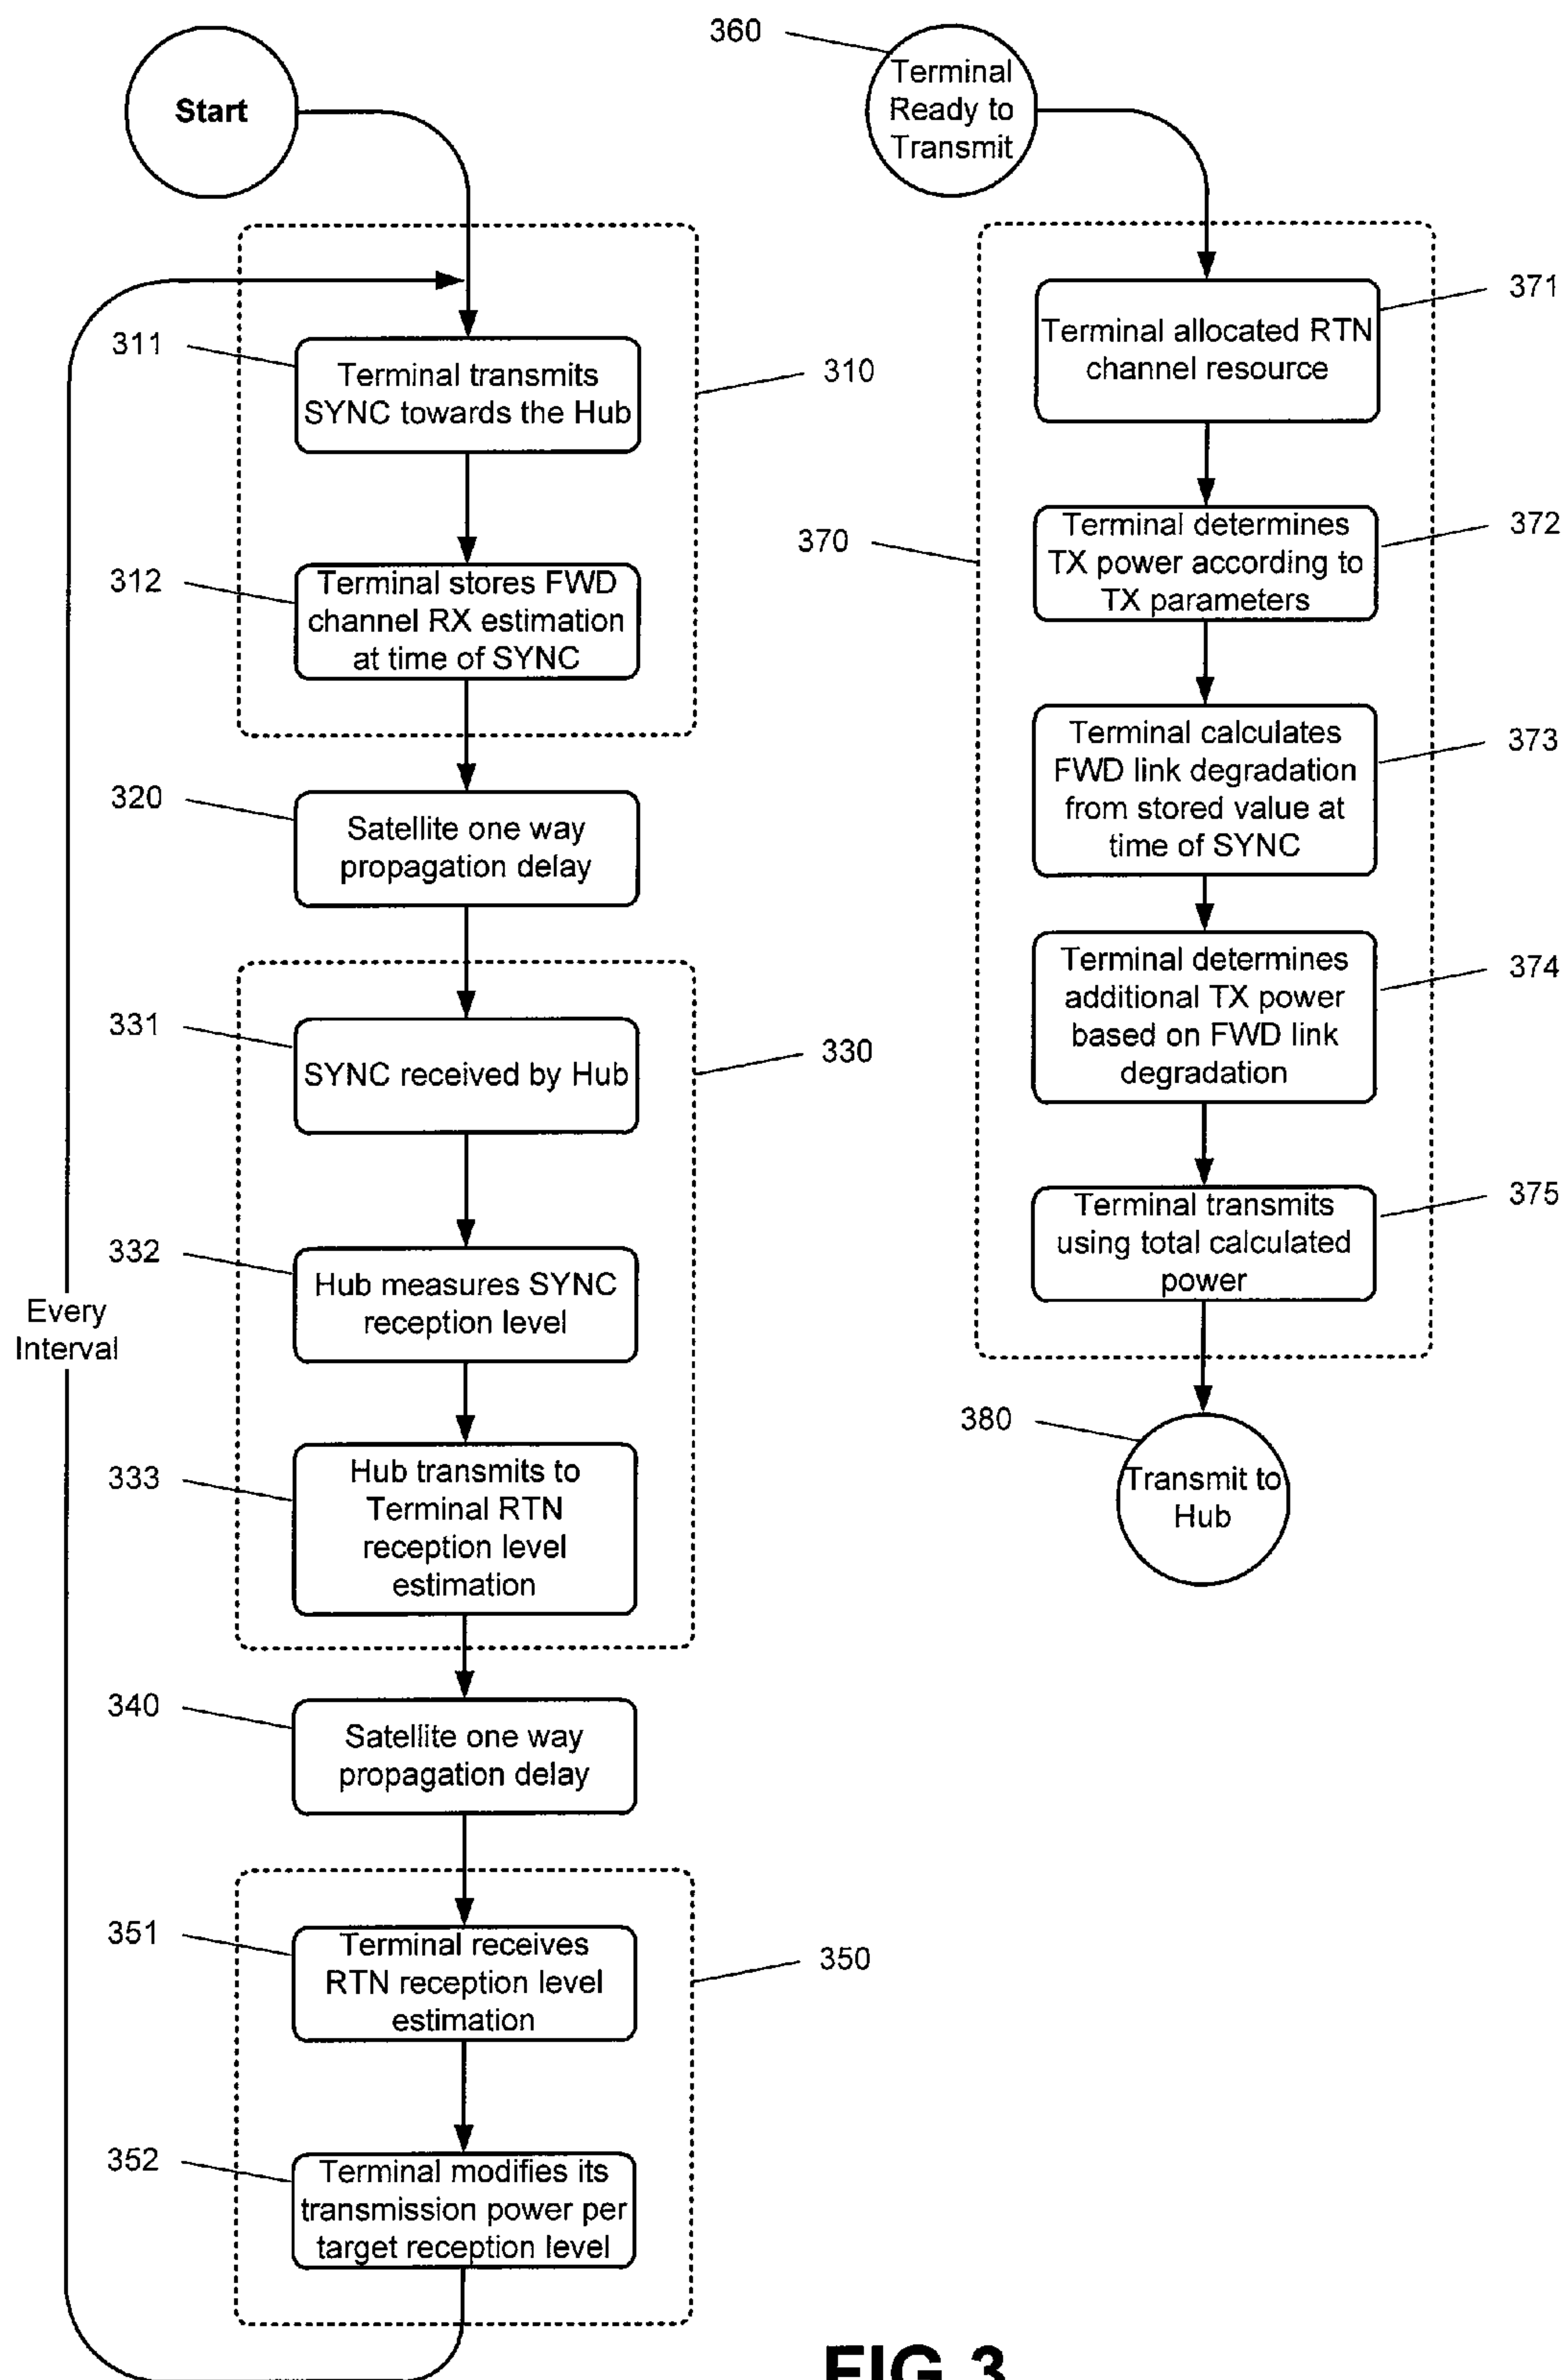 Start
311
Terminal transmits
SYNC towards the Hub
310
312
Terminal stores FWD
channel RX estimation
at time of SYNC
320
Satellite one way
propagation delay
331
SYNC received by Hub
330
332
Hub measures SYNC
reception level
Every
Interval
333
Hub transmits to
Terminal RTN
reception level
estimation
340
Satellite one way
propagation delay
351
Terminal receives
RTN reception level
estimation
350
352
Terminal modifies its
transmission power per
target reception level
360
Terminal
Ready to
Transmit
371
Terminal allocated RTN
channel resource
370
372
Terminal determines
TX power according to
TX parameters
373
Terminal calculates
FWD link degradation
from stored value at
time of SYNC
374
Terminal determines
additional TX power
based on FWD link
degradation
375
Terminal transmits
using total calculated
power
380
Transmit to
Hub
FIG 3